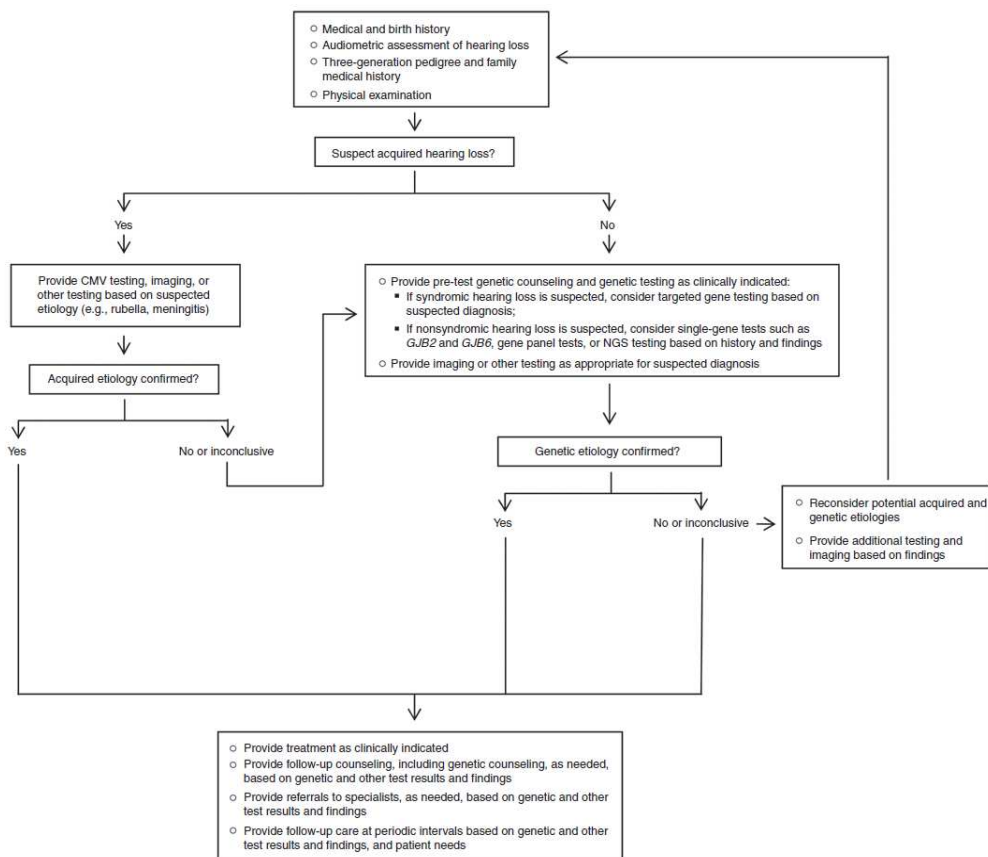 ○ Medical and birth history
○ Audiometric assessment of hearing loss
○ Three-generation pedigree and family
medical history
○ Physical examination
Suspect acquired hearing loss?
Yes
No
Provide CMV testing, imaging, or
other testing based on suspected
etiology (e.g., rubella, meningitis)
○ Provide pre-test genetic counseling and genetic testing as clinically indicated:
▪ If syndromic hearing loss is suspected, consider targeted gene testing based on
suspected diagnosis;
▪ If nonsyndromic hearing loss is suspected, consider single-gene tests such as
GJB2 and GJB6, gene panel tests, or NGS testing based on history and findings
○ Provide imaging or other testing as appropriate for suspected diagnosis
Acquired etiology confirmed?
Yes
No or inconclusive
Genetic etiology confirmed?
Yes
No or inconclusive
○ Reconsider potential acquired and
genetic etiologies
○ Provide additional testing and
imaging based on findings
○ Provide treatment as clinically indicated
○ Provide follow-up counseling, including genetic counseling, as needed,
based on genetic and other test results and findings
○ Provide referrals to specialists, as needed, based on genetic and other
test results and findings
○ Provide follow-up care at periodic intervals based on genetic and other
test results and findings, and patient needs